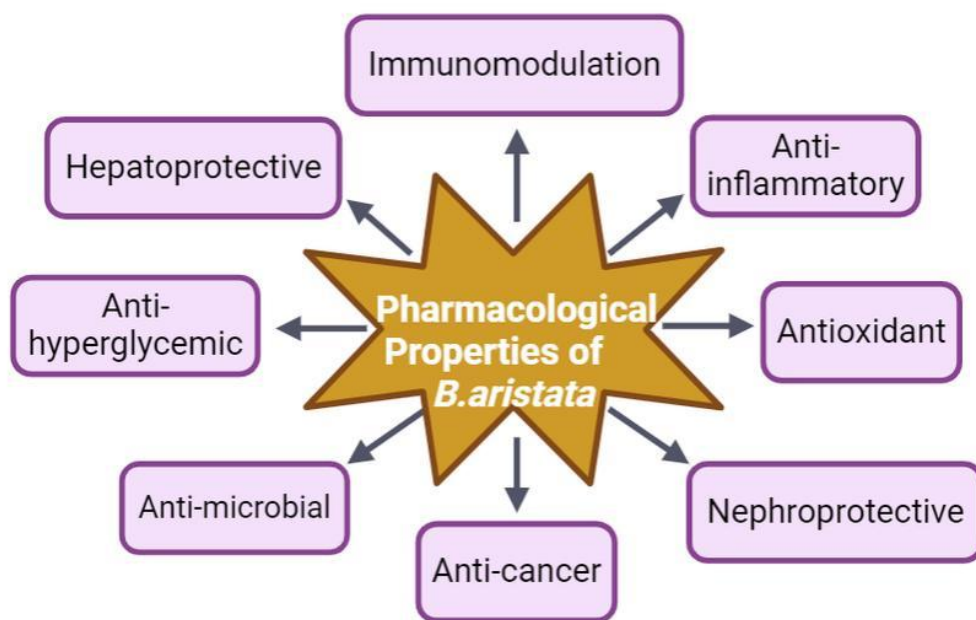 Immunomodulation
Hepatoprotective
Anti-
inflammatory
Anti-
hyperglycemic
Pharmacological
Properties of
B.aristata
Antioxidant
Anti-microbial
Nephroprotective
Anti-cancer